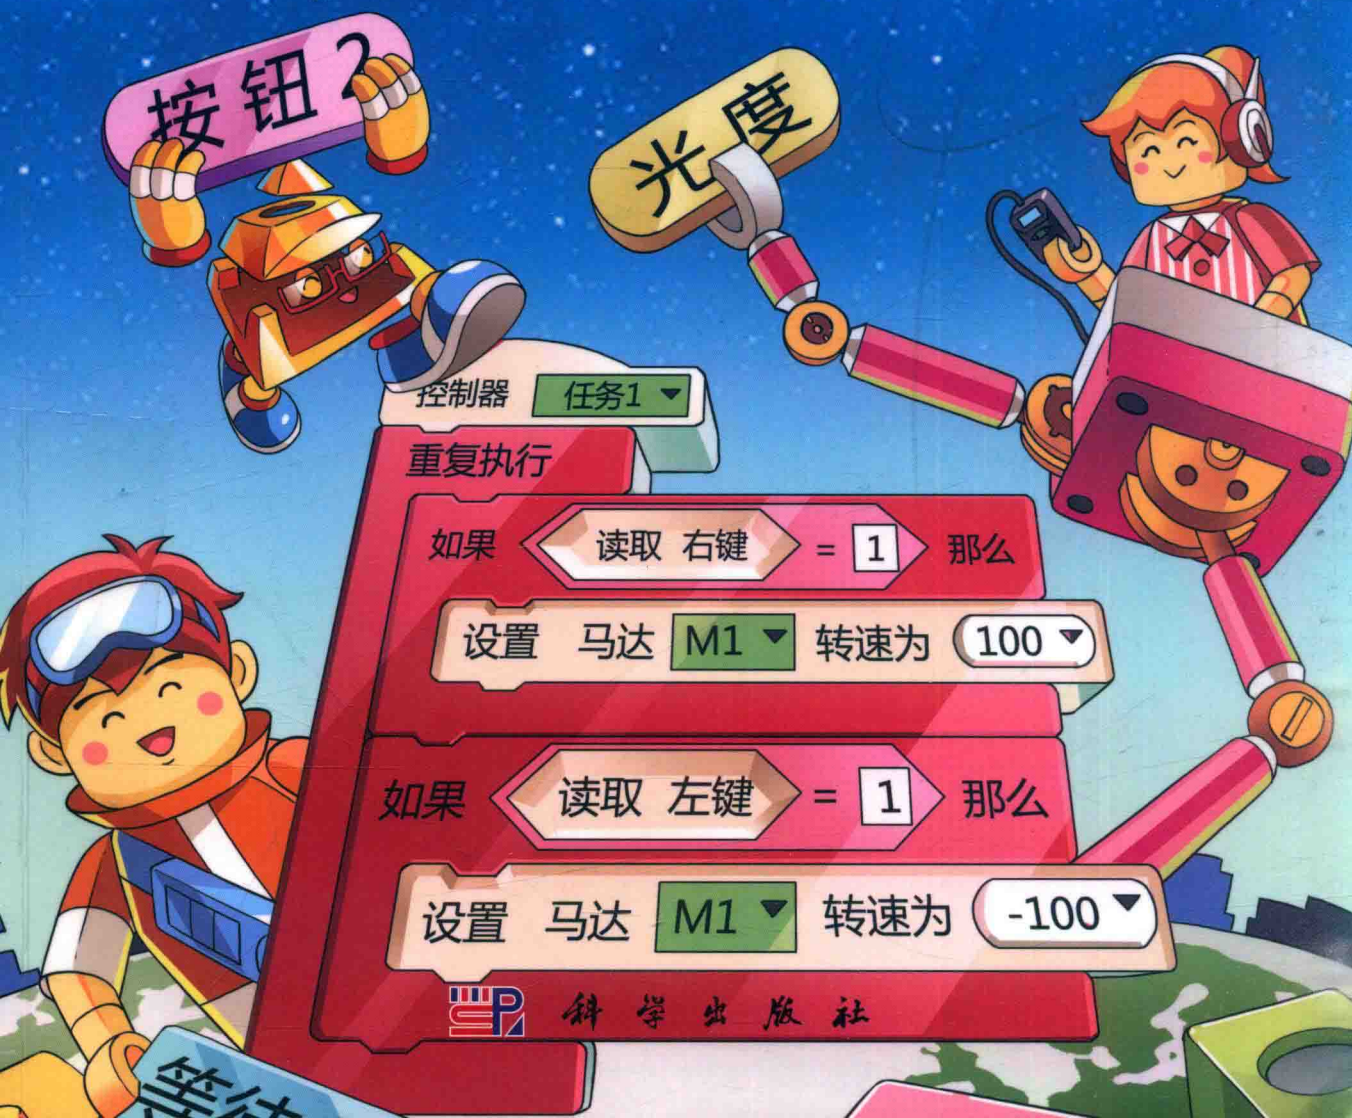 按钮2
光度
控制器 任务1
重复执行
如果 读取 右键 = 1 那么
设置 马达 M1 转速为 100
如果 读取 左键 = 1 那么
设置 马达 M1 转速为 -100
科学出版社
等待